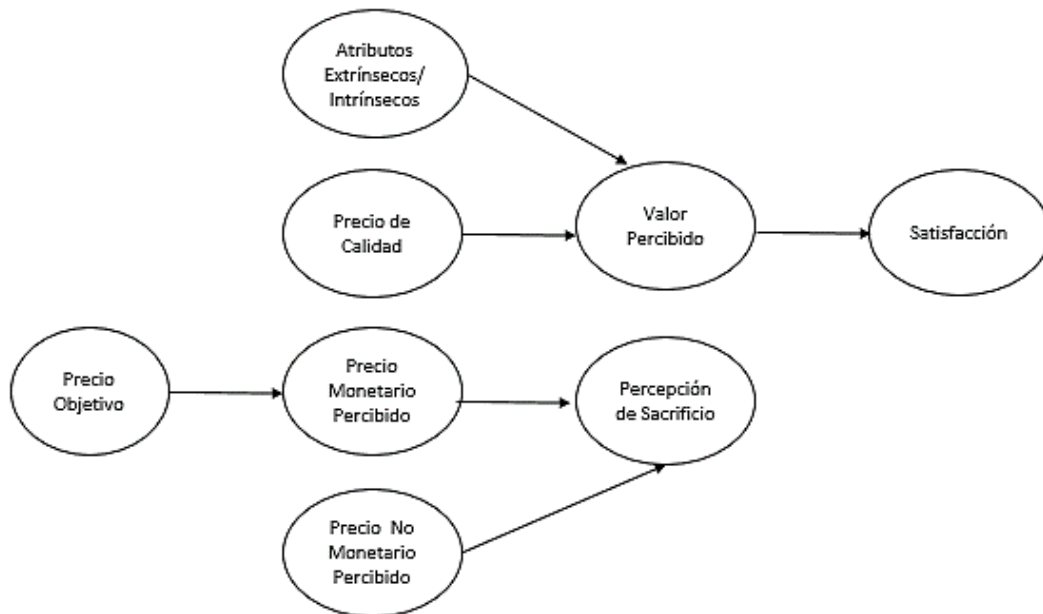 Atributos
Extrínsecos/
Intrínsecos
Precio de
Calidad
Valor
Percibido
Satisfacción
Precio
Objetivo
Precio
Monetario
Percibido
Percepción
de Sacrificio
Precio No
Monetario
Percibido